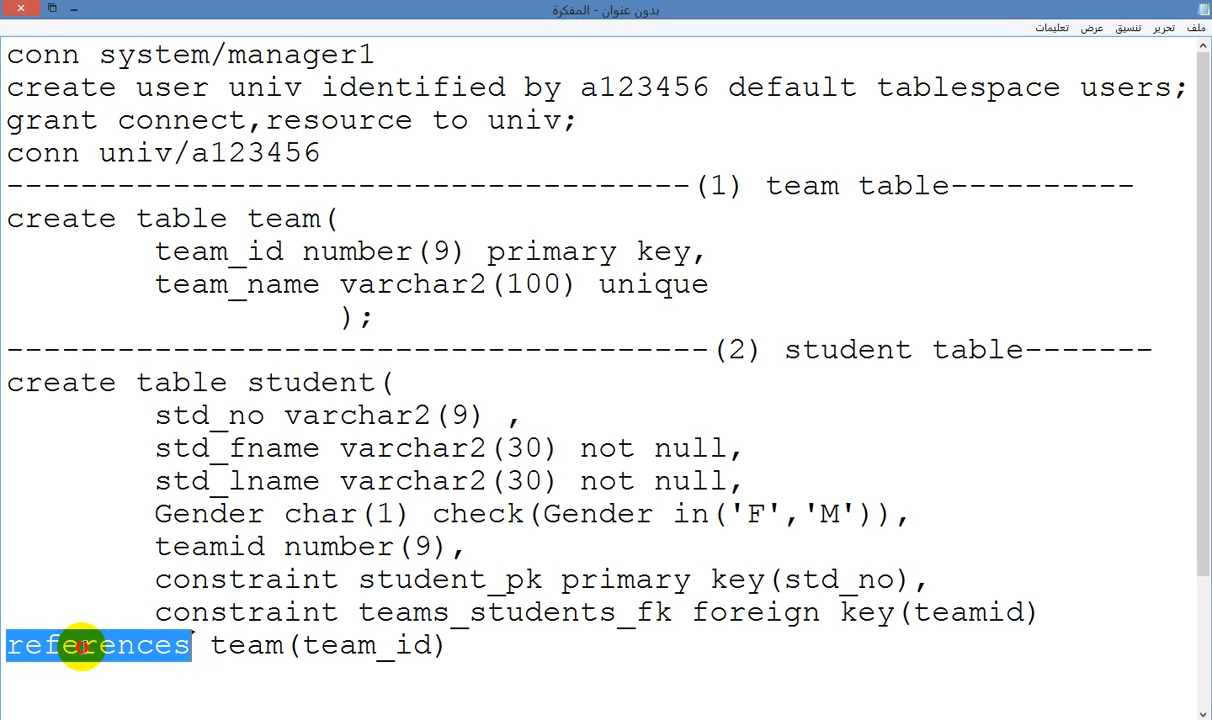 بدون عنوان - المفكرة
ملف تحرير تنسيق عرض تعليمات
conn system/manager1
create user univ identified by a123456 default tablespace users;
grant connect,resource to univ;
conn univ/a123456
-------------------------------------(1) team table----------
create table team(
team_id number(9) primary key,
team_name varchar2(100) unique
);
--------------------------------------(2) student table-------
create table student(
std_no varchar2(9) ,
std_fname varchar2(30) not null,
std_lname varchar2(30) not null,
Gender char(1) check(Gender in('F','M')),
teamid number(9),
constraint student_pk primary key(std_no),
constraint teams_students_fk foreign key(teamid)
references team(team_id)